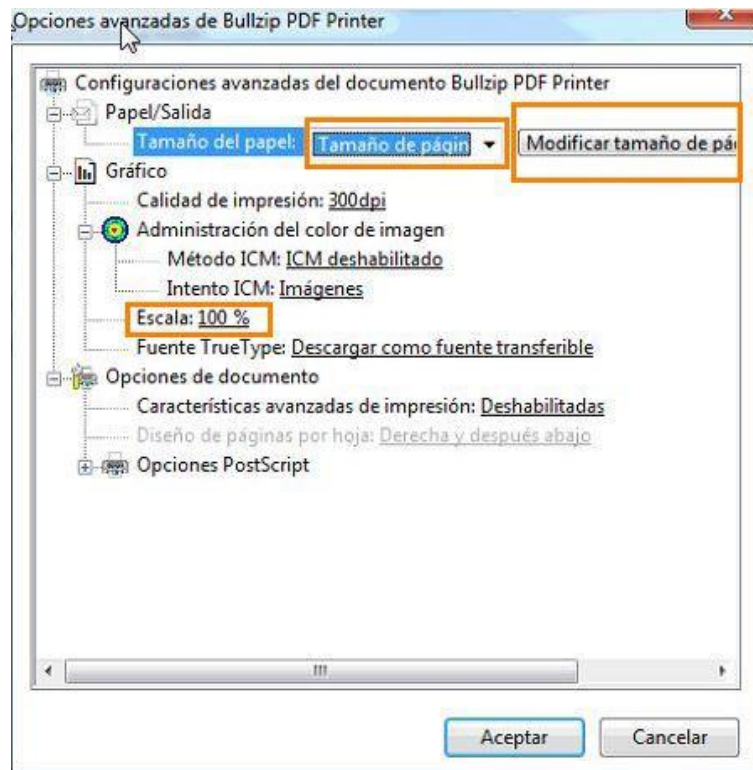 Opciones avanzadas de Bullzip PDF Printer
Configuraciones avanzadas del documento Bullzip PDF Printer
Papel/Salida
Tamaño del papel: Tamaño de págin Modificar tamaño de pá
Gráfico
Calidad de impresión: 300dpi
Administración del color de imagen
Método ICM: ICM deshabilitado
Intento ICM: Imágenes
Escala: 100 %
Fuente TrueType: Descargar como fuente transferible
Opciones de documento
Características avanzadas de impresión: Deshabilitadas
Diseño de páginas por hoja: Derecha y después abajo
Opciones PostScript
Aceptar Cancelar